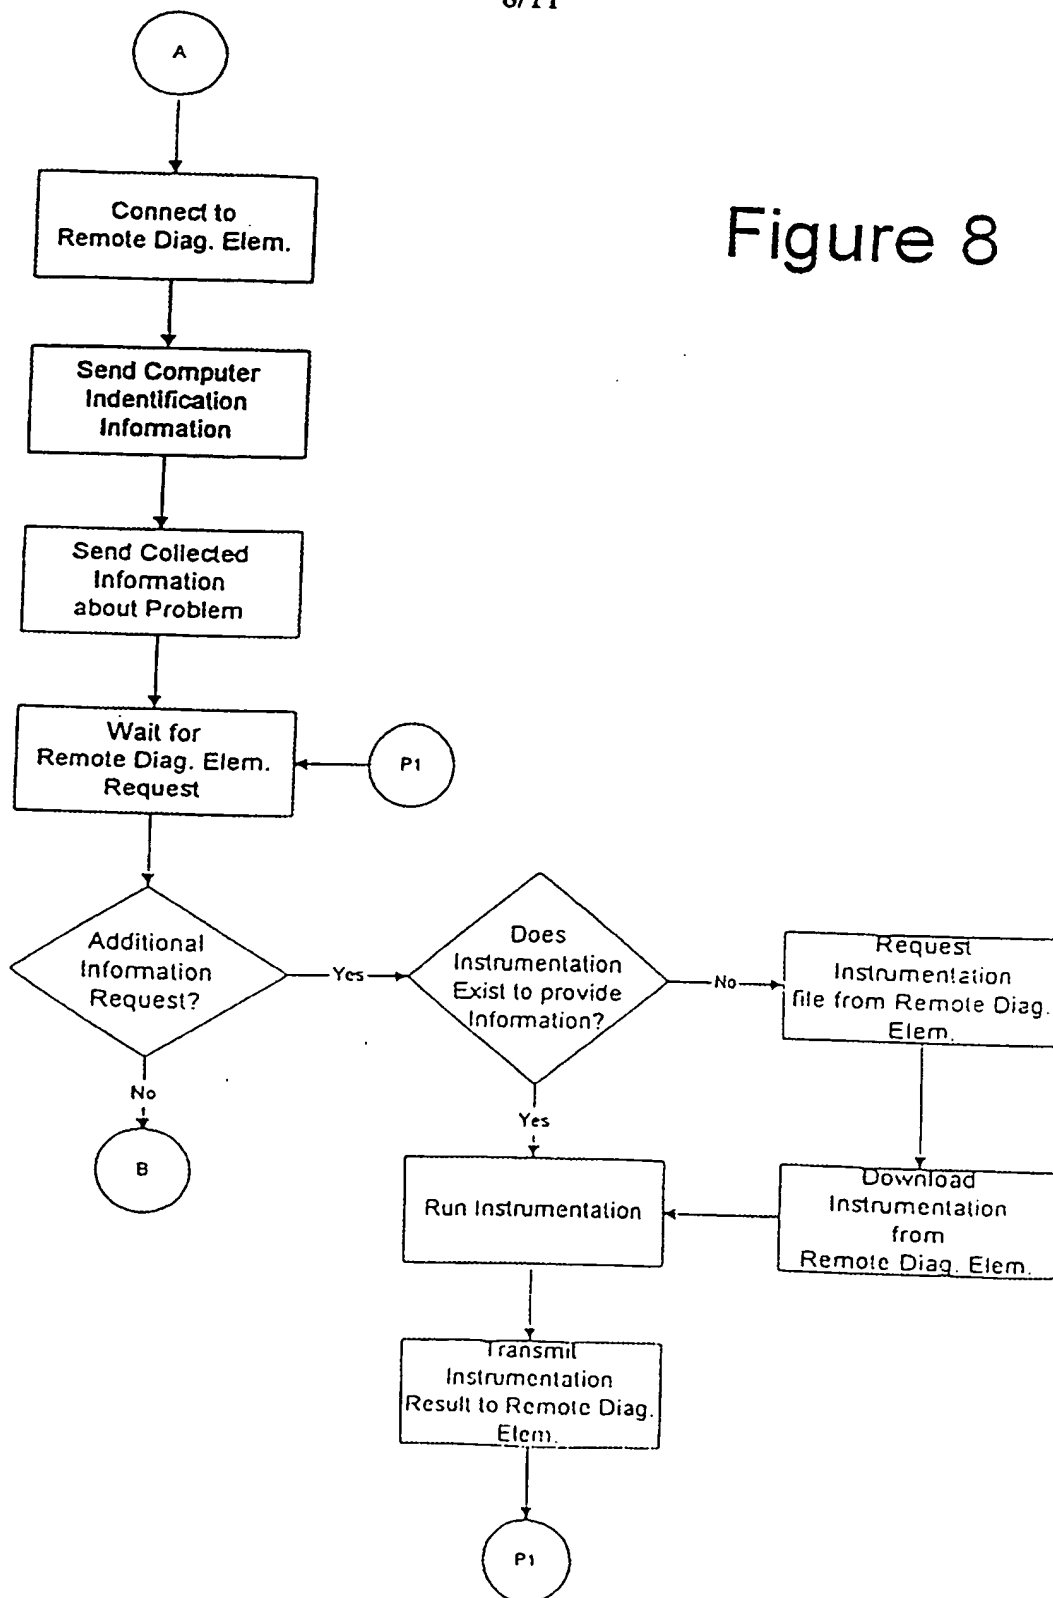 8/11
A
Connect to
Remote Diag. Elem.
Figure 8
Send Computer
Indentification
Information
Send Collected
Information
about Problem
Wait for
Remote Diag. Elem.
Request
P1
Additional
Information
Request?
Yes
Does
Instrumentation
Exist to provide
Information?
No
Request
Instrumentation
file from Remote Diag.
Elem.
No
B
Yes
Run Instrumentation
Download
Instrumentation
from
Remote Diag. Elem.
Transmit
Instrumentation
Result to Remote Diag.
Elem.
P1